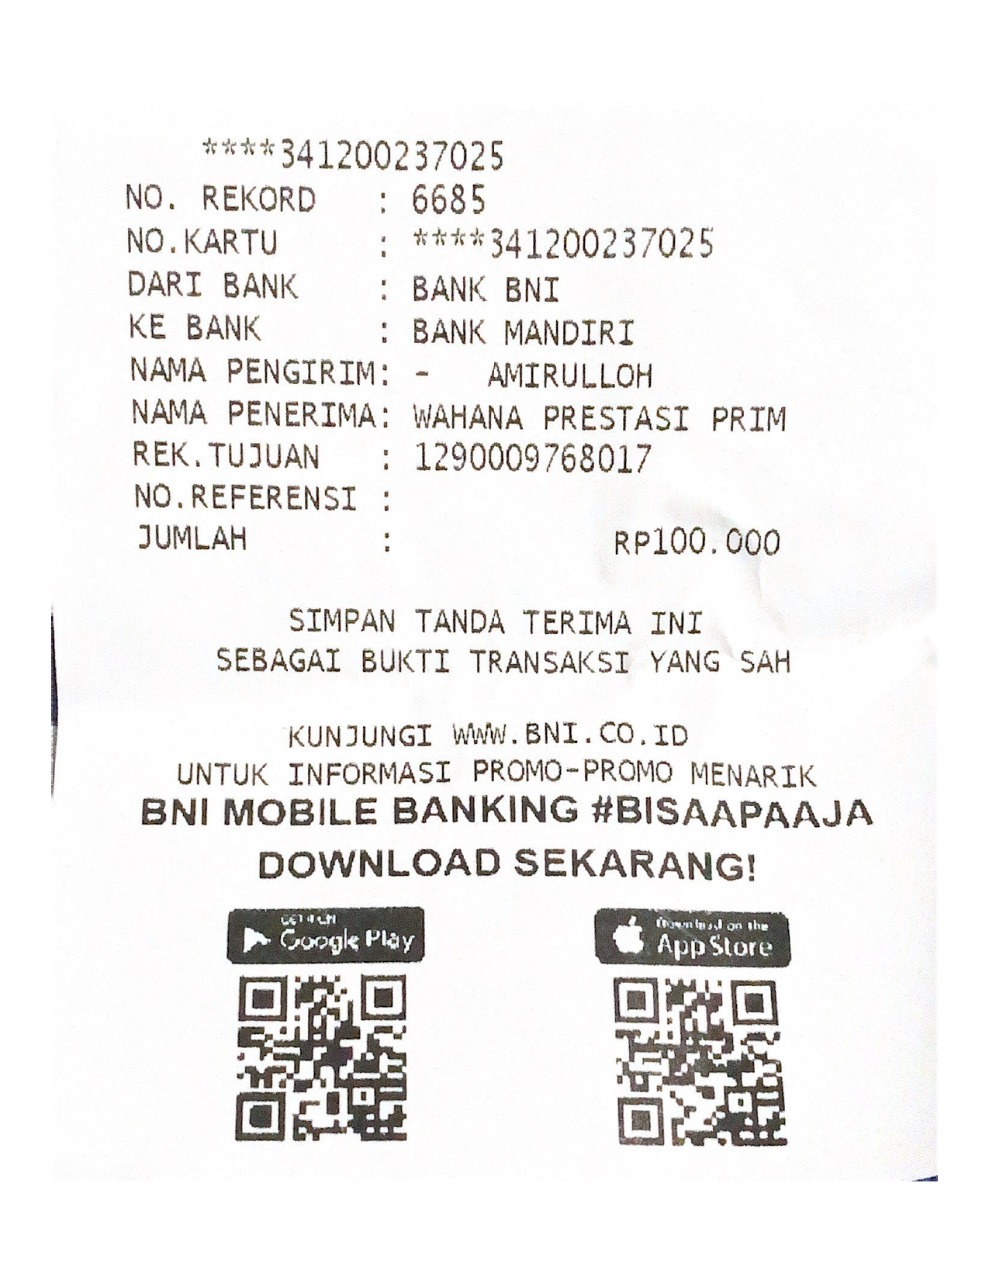 ****341200237025
NO. REKORD : 6685
NO.KARTU : ****341200237025
DARI BANK : BANK BNI
KE BANK : BANK MANDIRI
NAMA PENGIRIM: - AMIRULLOH
NAMA PENERIMA: WAHANA PRESTASI PRIM
REK.TUJUAN : 1290009768017
NO.REFERENSI :
JUMLAH : RP100.000
SIMPAN TANDA TERIMA INI
SEBAGAI BUKTI TRANSAKSI YANG SAH
KUNJUNGI WWW.BNI.CO.ID
UNTUK INFORMASI PROMO-PROMO MENARIK
BNI MOBILE BANKING #BISAAPAAJA
DOWNLOAD SEKARANG!
GET IT ON
Google Play
Download on the
App Store